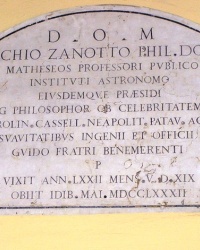 D O M
CHIO ZANOTTO PHIL. DO
MATHESEOS PROFESSORI PUBLICO
INSTITVTI ASTRONOMO
EIVSDEMQVE PRAESIDI
G PHILOSOPHOR OB CELEBRITATEM
ROLIN. CASSELL. NEAPOLIT. PATAV. AC
SVAVITATIBVS INGENII ET OFFICII
GVIDO FRATRI BENEMERENTI
P
VIXIT ANN. LXXII MENS. V D. XIX
OBIIT IDIB. MAI. MDCCLXXXII